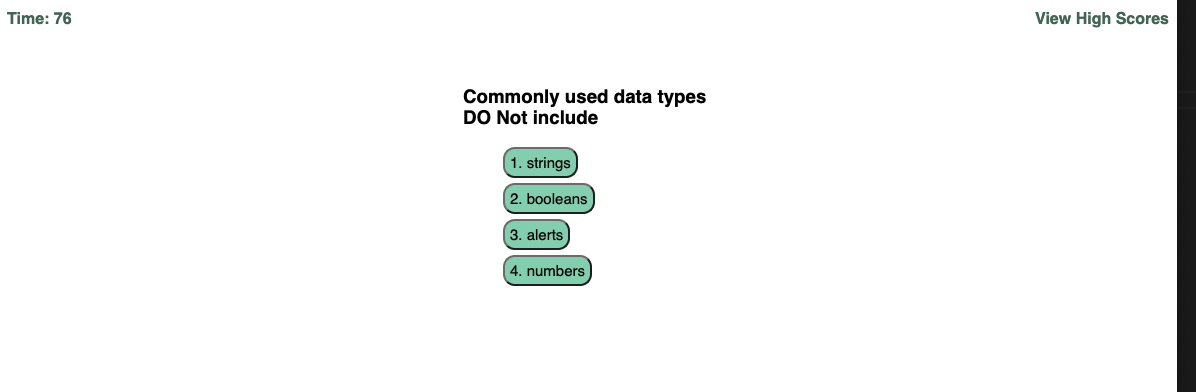 Time: 76
View High Scores
Commonly used data types
DO Not include
1. strings
2. booleans
3. alerts
4. numbers